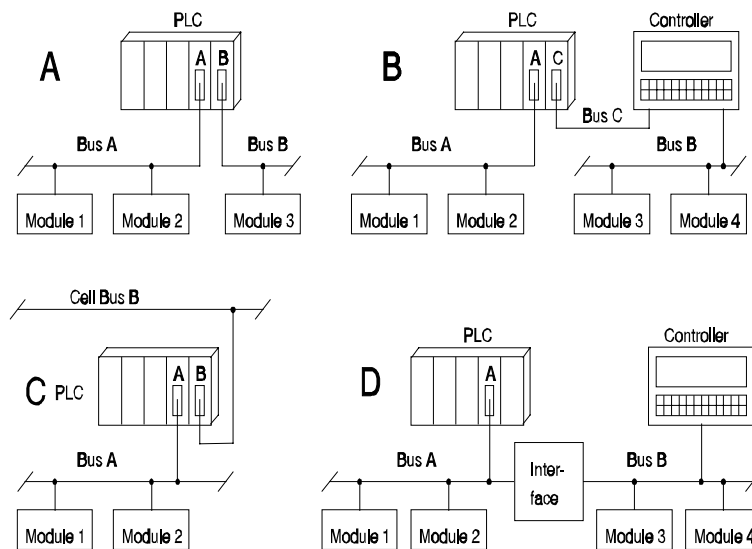 PLC
A
A B
Bus A
Bus B
Module 1
Module 2
Module 3
PLC
Controller
B
A C
Bus C
Bus A
Bus B
Module 1
Module 2
Module 3
Module 4
Cell Bus B
C
PLC
A B
Bus A
Module 1
Module 2
PLC
Controller
D
A
Bus A
Inter-
face
Bus B
Module 1
Module 2
Module 3
Module 4